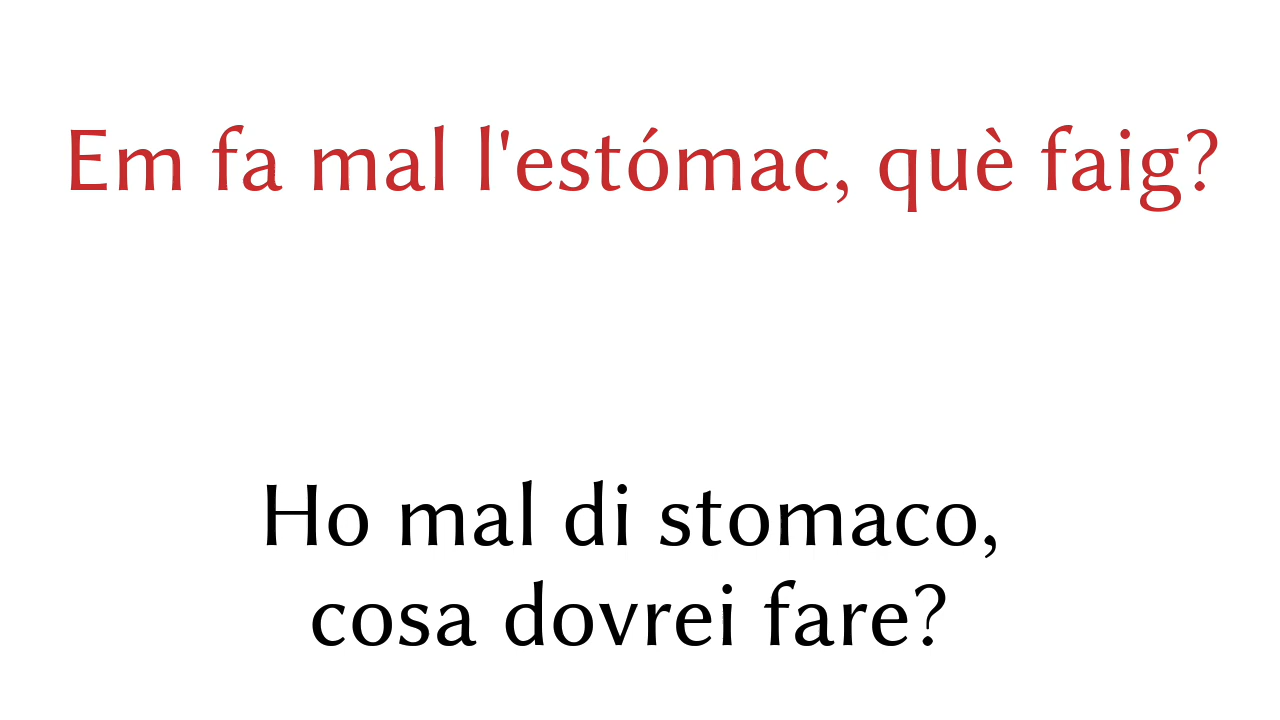 Em fa mal l'estómac, què faig?
Ho mal di stomaco,
cosa dovrei fare?